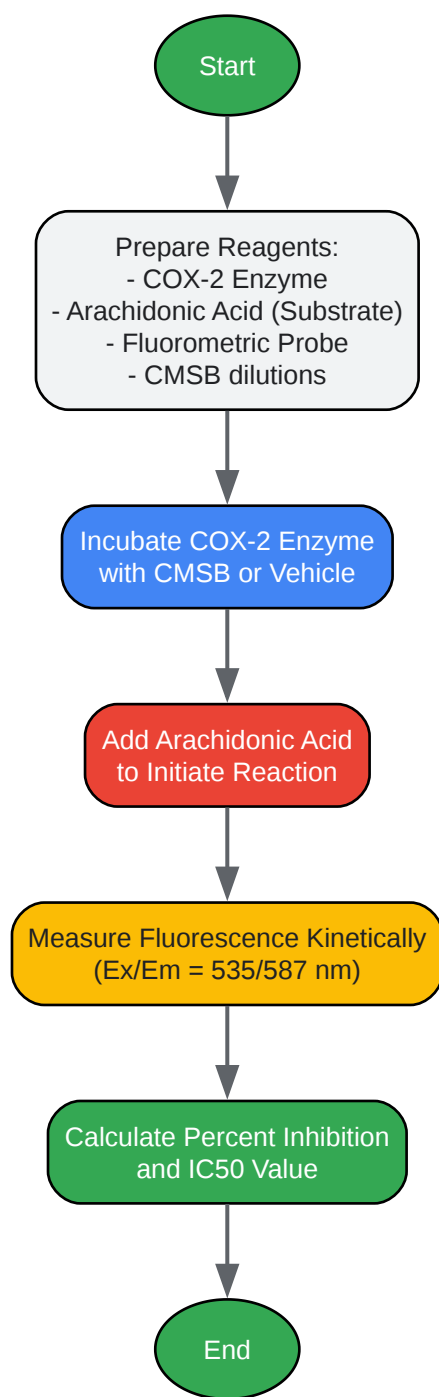 Start
Prepare Reagents:
- COX-2 Enzyme
- Arachidonic Acid (Substrate)
- Fluorometric Probe
- CMSB dilutions
Incubate COX-2 Enzyme
with CMSB or Vehicle
Add Arachidonic Acid
to Initiate Reaction
Measure Fluorescence Kinetically
(Ex/Em = 535/587 nm)
Calculate Percent Inhibition
and IC50 Value
End